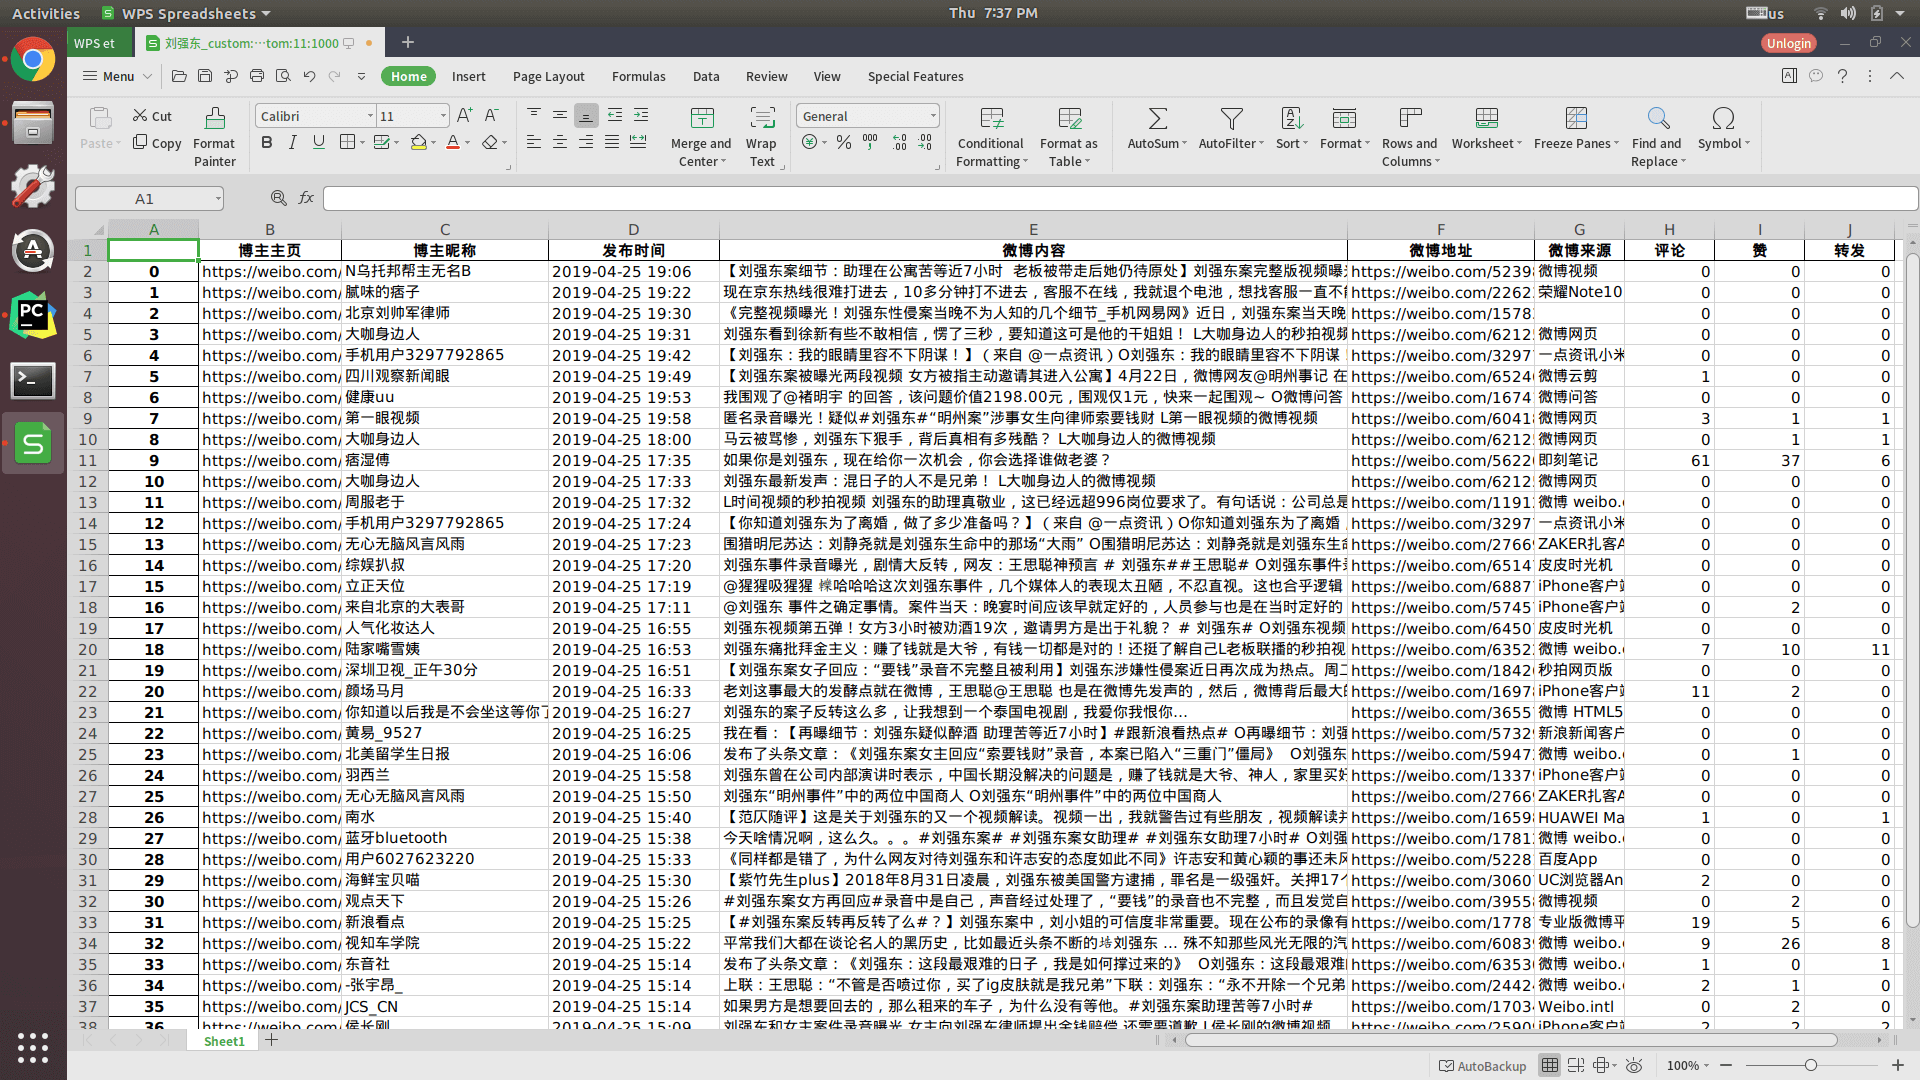 Activities WPS Spreadsheets Thu 7:37 PM us
WPS et 刘强东_custom:⋯tom:11:1000 Unlogin
Menu Home Insert Page Layout Formulas Data Review View Special Features
Paste Cut Copy Format Painter Calibri 11 Merge and Center Wrap Text General Conditional Formatting Format as Table AutoSum AutoFilter Sort Format Rows and Columns Worksheet Freeze Panes Find and Replace Symbol
A1 fx
A B C D E F G H I J
1 博主主页 博主昵称 发布时间 微博内容 微博地址 微博来源 评论 赞 转发
2 0 https://weibo.com/ N乌托邦帮主无名B 2019-04-25 19:06 【刘强东案细节：助理在公寓苦等近7小时 老板被带走后她仍待原处】刘强东案完整版视频曝 https://weibo.com/5239 微博视频 0 0 0
3 1 https://weibo.com/ 腻味的痞子 2019-04-25 19:22 现在京东热线很难打进去，10多分钟打不进去，客服不在线，我就退个电池，想找客服一直不 https://weibo.com/2262 荣耀Note10 0 0 0
4 2 https://weibo.com/ 北京刘帅军律师 2019-04-25 19:30 《完整视频曝光！刘强东性侵案当晚不为人知的几个细节_手机网易网》近日，刘强东案当天晚 https://weibo.com/1578 0 0 0
5 3 https://weibo.com/ 大咖身边人 2019-04-25 19:31 刘强东看到徐新有些不敢相信，愣了三秒，要知道这可是他的干姐姐！ L大咖身边人的秒拍视频 https://weibo.com/6212 微博网页 0 0 0
6 4 https://weibo.com/ 手机用户3297792865 2019-04-25 19:42 【刘强东：我的眼睛里容不下阴谋！】（来自 @一点资讯）O刘强东：我的眼睛里容不下阴谋 https://weibo.com/3297 一点资讯小米 0 0 0
7 5 https://weibo.com/ 四川观察新闻眼 2019-04-25 19:49 【刘强东案被曝光两段视频 女方被指主动邀请其进入公寓】4月22日，微博网友@明州事记 在 https://weibo.com/6524 微博云剪 1 0 0
8 6 https://weibo.com/ 健康uu 2019-04-25 19:53 我围观了@褚明宇 的回答，该问题价值2198.00元，围观仅1元，快来一起围观~ O微博问答 https://weibo.com/1674 微博问答 0 0 0
9 7 https://weibo.com/ 第一眼视频 2019-04-25 19:58 匿名录音曝光！疑似#刘强东#“明州案”涉事女生向律师索要钱财 L第一眼视频的微博视频 https://weibo.com/6041 微博网页 3 1 1
10 8 https://weibo.com/ 大咖身边人 2019-04-25 18:00 马云被骂惨，刘强东下狠手，背后真相有多残酷？ L大咖身边人的微博视频 https://weibo.com/6212 微博网页 0 1 1
11 9 https://weibo.com/ 痞湿傅 2019-04-25 17:35 如果你是刘强东，现在给你一次机会，你会选择谁做老婆？ https://weibo.com/5622 即刻笔记 61 37 6
12 10 https://weibo.com/ 大咖身边人 2019-04-25 17:33 刘强东最新发声：混日子的人不是兄弟！ L大咖身边人的微博视频 https://weibo.com/6212 微博网页 0 0 0
13 11 https://weibo.com/ 周服老于 2019-04-25 17:32 L时间视频的秒拍视频 刘强东的助理真敬业，这已经远超996岗位要求了。有句话说：公司总是 https://weibo.com/1191 微博 weibo. 0 0 0
14 12 https://weibo.com/ 手机用户3297792865 2019-04-25 17:24 【你知道刘强东为了离婚，做了多少准备吗？】（来自 @一点资讯）O你知道刘强东为了离婚， https://weibo.com/3297 一点资讯小米 0 0 0
15 13 https://weibo.com/ 无心无脑风言风雨 2019-04-25 17:23 围猎明尼苏达：刘静尧就是刘强东生命中的那场“大雨” O围猎明尼苏达：刘静尧就是刘强东生命 https://weibo.com/2766 ZAKER扎客A 0 0 0
16 14 https://weibo.com/ 综娱扒叔 2019-04-25 17:20 刘强东事件录音曝光，剧情大反转，网友：王思聪神预言 # 刘强东##王思聪# O刘强东事件录 https://weibo.com/6514 皮皮时光机 0 0 0
17 15 https://weibo.com/ 立正天位 2019-04-25 17:19 @猩猩吸猩猩 哈哈哈这次刘强东事件，几个媒体人的表现太丑陋，不忍直视。这也合乎逻辑 https://weibo.com/6887 iPhone客户端 0 0 0
18 16 https://weibo.com/ 来自北京的大表哥 2019-04-25 17:11 @刘强东 事件之确定事情。案件当天：晚宴时间应该早就定好的，人员参与也是在当时定好的 https://weibo.com/5745 iPhone客户端 0 2 0
19 17 https://weibo.com/ 人气化妆达人 2019-04-25 16:55 刘强东视频第五弹！女方3小时被劝酒19次，邀请男方是出于礼貌？ # 刘强东# O刘强东视频 https://weibo.com/6450 皮皮时光机 0 0 0
20 18 https://weibo.com/ 陆家嘴雪姨 2019-04-25 16:53 刘强东痛批拜金主义：赚了钱就是大爷，有钱一切都是对的！还挺了解自己L老板联播的秒拍视 https://weibo.com/6352 微博 weibo. 7 10 11
21 19 https://weibo.com/ 深圳卫视_正午30分 2019-04-25 16:51 【刘强东案女子回应：“要钱”录音不完整且被利用】刘强东涉嫌性侵案近日再次成为热点。周二 https://weibo.com/1842 秒拍网页版 0 0 0
22 20 https://weibo.com/ 颜场马月 2019-04-25 16:33 老刘这事最大的发酵点就在微博，王思聪@王思聪 也是在微博先发声的，然后，微博背后最大的 https://weibo.com/1697 iPhone客户端 11 2 0
23 21 https://weibo.com/ 你知道以后我是不会坐这等你了 2019-04-25 16:27 刘强东的案子反转这么多，让我想到一个泰国电视剧，我爱你我恨你… https://weibo.com/3655 微博 HTML5 0 0 0
24 22 https://weibo.com/ 黄易_9527 2019-04-25 16:25 我在看：【再曝细节：刘强东疑似醉酒 助理苦等近7小时】#跟新浪看热点# O再曝细节：刘强 https://weibo.com/5732 新浪新闻客户 0 0 0
25 23 https://weibo.com/ 北美留学生日报 2019-04-25 16:06 发布了头条文章：《刘强东案女主回应“索要钱财”录音，本案已陷入“三重门”僵局》 O刘强东 https://weibo.com/5947 微博 weibo. 0 1 0
26 24 https://weibo.com/ 羽西兰 2019-04-25 15:58 刘强东曾在公司内部演讲时表示，中国长期没解决的问题是，赚了钱就是大爷、神人，家里买好 https://weibo.com/1337 iPhone客户端 0 0 0
27 25 https://weibo.com/ 无心无脑风言风雨 2019-04-25 15:50 刘强东“明州事件”中的两位中国商人 O刘强东“明州事件”中的两位中国商人 https://weibo.com/2766 ZAKER扎客A 0 0 0
28 26 https://weibo.com/ 南水 2019-04-25 15:40 【范仄随评】这是关于刘强东的又一个视频解读。视频一出，我就警告过有些朋友，视频解读并 https://weibo.com/1659 HUAWEI Ma 1 0 1
29 27 https://weibo.com/ 蓝牙bluetooth 2019-04-25 15:38 今天啥情况啊，这么久。。。#刘强东案# #刘强东案女助理# #刘强东女助理7小时# O刘强 https://weibo.com/1781 微博 weibo. 0 0 0
30 28 https://weibo.com/ 用户6027623220 2019-04-25 15:33 《同样都是错了，为什么网友对待刘强东和许志安的态度如此不同》许志安和黄心颖的事还未风 https://weibo.com/5228 百度App 0 0 0
31 29 https://weibo.com/ 海鲜宝贝喵 2019-04-25 15:30 【紫竹先生plus】2018年8月31日凌晨，刘强东被美国警方逮捕，罪名是一级强奸。关押17个 https://weibo.com/3060 UC浏览器An 2 0 0
32 30 https://weibo.com/ 观点天下 2019-04-25 15:26 #刘强东案女方再回应#录音中是自己，声音经过处理了，“要钱”的录音也不完整，而且发觉自 https://weibo.com/3955 微博视频 0 2 0
33 31 https://weibo.com/ 新浪看点 2019-04-25 15:25 【#刘强东案反转再反转了么#？】刘强东案中，刘小姐的可信度非常重要。现在公布的录像有 https://weibo.com/1778 专业版微博平 19 5 6
34 32 https://weibo.com/ 视知车学院 2019-04-25 15:22 平常我们大都在谈论名人的黑历史，比如最近头条不断的 刘强东 … 殊不知那些风光无限的汽 https://weibo.com/6083 微博 weibo. 9 26 8
35 33 https://weibo.com/ 东音社 2019-04-25 15:14 发布了头条文章：《刘强东：这段最艰难的日子，我是如何撑过来的》 O刘强东：这段最艰难 https://weibo.com/6353 微博 weibo. 1 0 1
36 34 https://weibo.com/ -张宇昂_ 2019-04-25 15:14 上联：王思聪：“不管是否喷过你，买了ig皮肤就是我兄弟”下联：刘强东：“永不开除一个兄弟 https://weibo.com/2442 微博 weibo. 2 1 0
37 35 https://weibo.com/ JCS_CN 2019-04-25 15:14 如果男方是想要回去的，那么租来的车子，为什么没有等他。#刘强东案助理苦等7小时# https://weibo.com/1703 Weibo.intl 0 2 0
38 36 https://weibo.com/ 侯长刚 2019-04-25 15:09 刘强东和女主案件录音曝光 女主向刘强东律师提出金钱赔偿 还需要道歉 L侯长刚的微博视频 https://weibo.com/2590 iPhone客户端 2 2 2
Sheet1
AutoBackup 100%